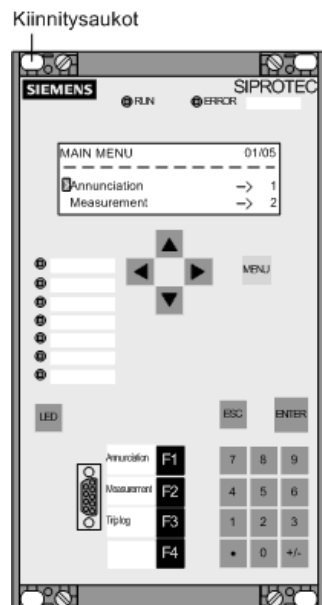 Kiinnitysaukot
SIEMENS
SIPROTEC
RUN
ERROR
MAIN MENU 01/05
Annunciation –> 1
Measurement –> 2
MENU
LED
ESC
ENTER
Annunciation F1
Measurement F2
Trip log F3
F4
7 8 9
4 5 6
1 2 3
• 0 +/-